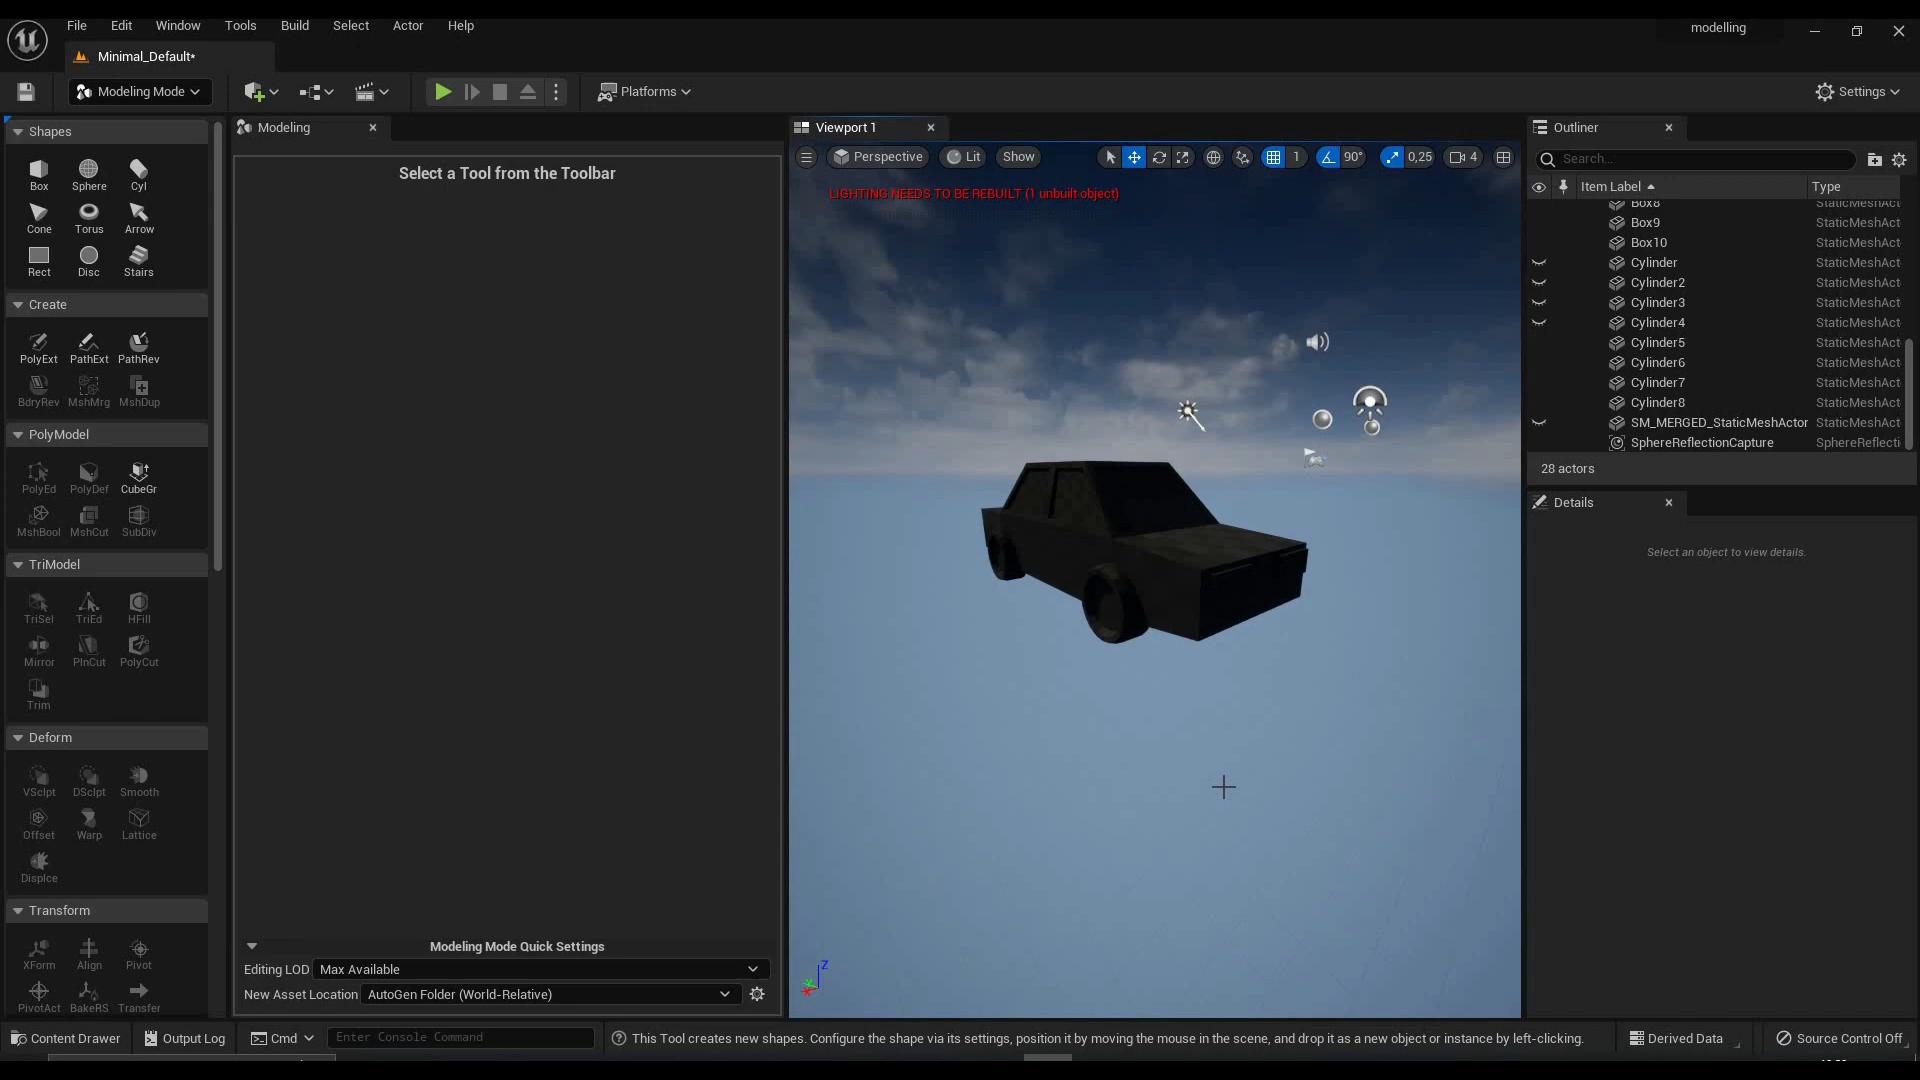 File Edit Window Tools Build Select Actor Help
modelling
Minimal_Default*
Modeling Mode
Platforms
Settings
Shapes
Box Sphere Cyl
Cone Torus Arrow
Rect Disc Stairs
Create
PolyExt PathExt PathRev
BdryRev MshMrg MshDup
PolyModel
PolyEd PolyDef CubeGr
MshBool MshCut SubDiv
TriModel
TriSel TriEd HFill
Mirror PlnCut PolyCut
Trim
Deform
VSclpt DSclpt Smooth
Offset Warp Lattice
Displce
Transform
XForm Align Pivot
PivotAct BakeRS Transfer
Modeling
Select a Tool from the Toolbar
Modeling Mode Quick Settings
Editing LOD Max Available
New Asset Location AutoGen Folder (World-Relative)
Viewport 1
Perspective Lit Show 1 90° 0,25 4
LIGHTING NEEDS TO BE REBUILT (1 unbuilt object)
Z
Outliner
Search...
Item Label Type
Box8 StaticMeshAct
Box9 StaticMeshAct
Box10 StaticMeshAct
Cylinder StaticMeshAct
Cylinder2 StaticMeshAct
Cylinder3 StaticMeshAct
Cylinder4 StaticMeshAct
Cylinder5 StaticMeshAct
Cylinder6 StaticMeshAct
Cylinder7 StaticMeshAct
Cylinder8 StaticMeshAct
SM_MERGED_StaticMeshActor StaticMeshAct
SphereReflectionCapture SphereReflecti
28 actors
Details
Select an object to view details.
Content Drawer Output Log Cmd Enter Console Command
This Tool creates new shapes. Configure the shape via its settings, position it by moving the mouse in the scene, and drop it as a new object or instance by left-clicking.
Derived Data Source Control Off